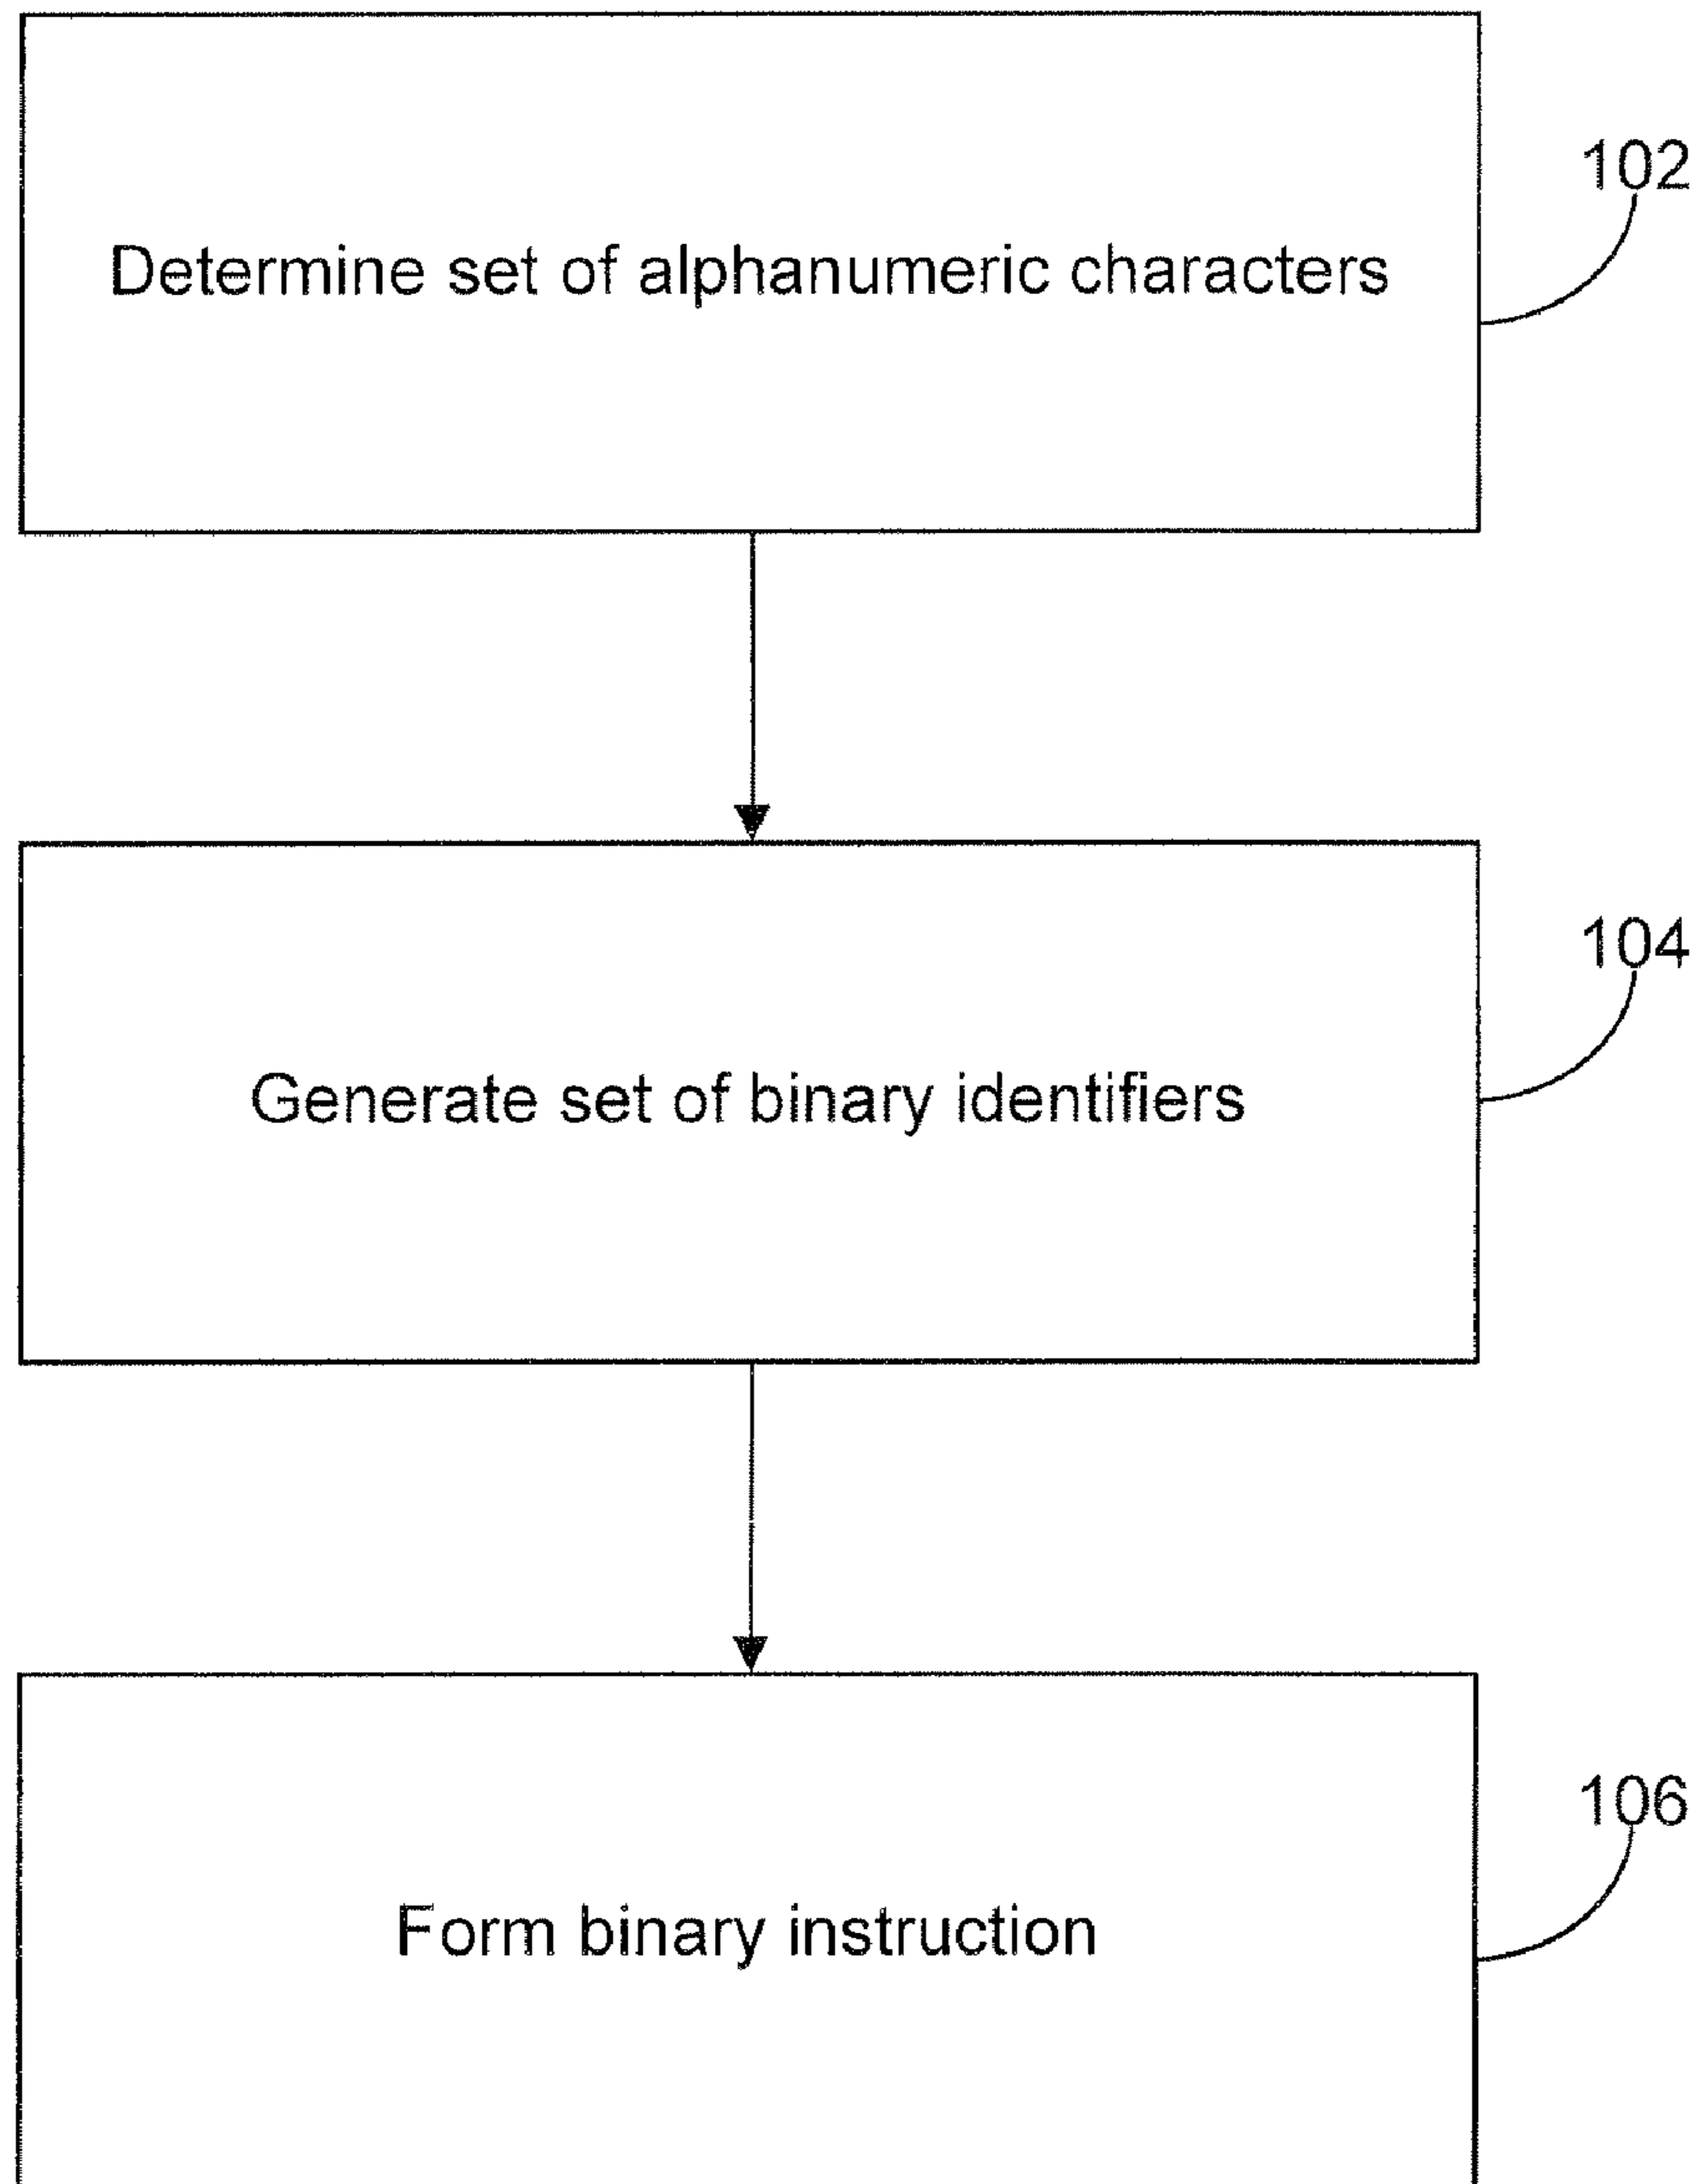 102
Determine set of alphanumeric characters
104
Generate set of binary identifiers
106
Form binary instruction